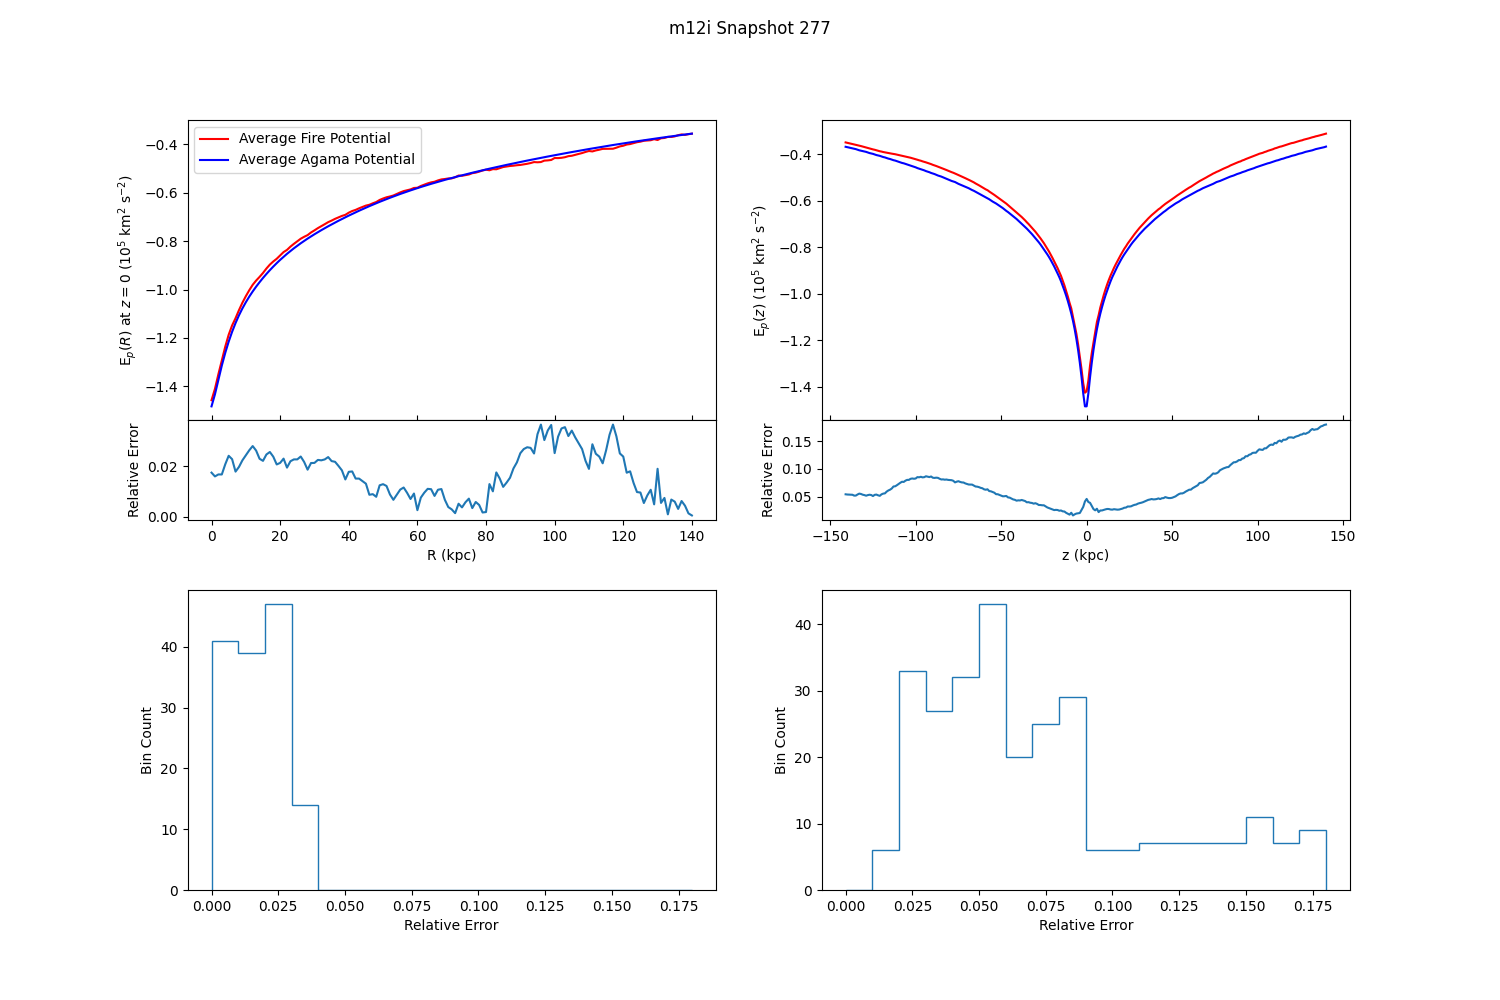 m12i Snapshot 277
Average Fire Potential
Average Agama Potential
E_p(R) at z = 0 (10^5 km^2 s^−2)
−0.4
−0.6
−0.8
−1.0
−1.2
−1.4
Relative Error
0.02
0.00
0 20 40 60 80 100 120 140
R (kpc)
E_p(z) (10^5 km^2 s^−2)
−0.4
−0.6
−0.8
−1.0
−1.2
−1.4
Relative Error
0.15
0.10
0.05
−150 −100 −50 0 50 100 150
z (kpc)
Bin Count
40
30
20
10
0
0.000 0.025 0.050 0.075 0.100 0.125 0.150 0.175
Relative Error
Bin Count
40
30
20
10
0
0.000 0.025 0.050 0.075 0.100 0.125 0.150 0.175
Relative Error